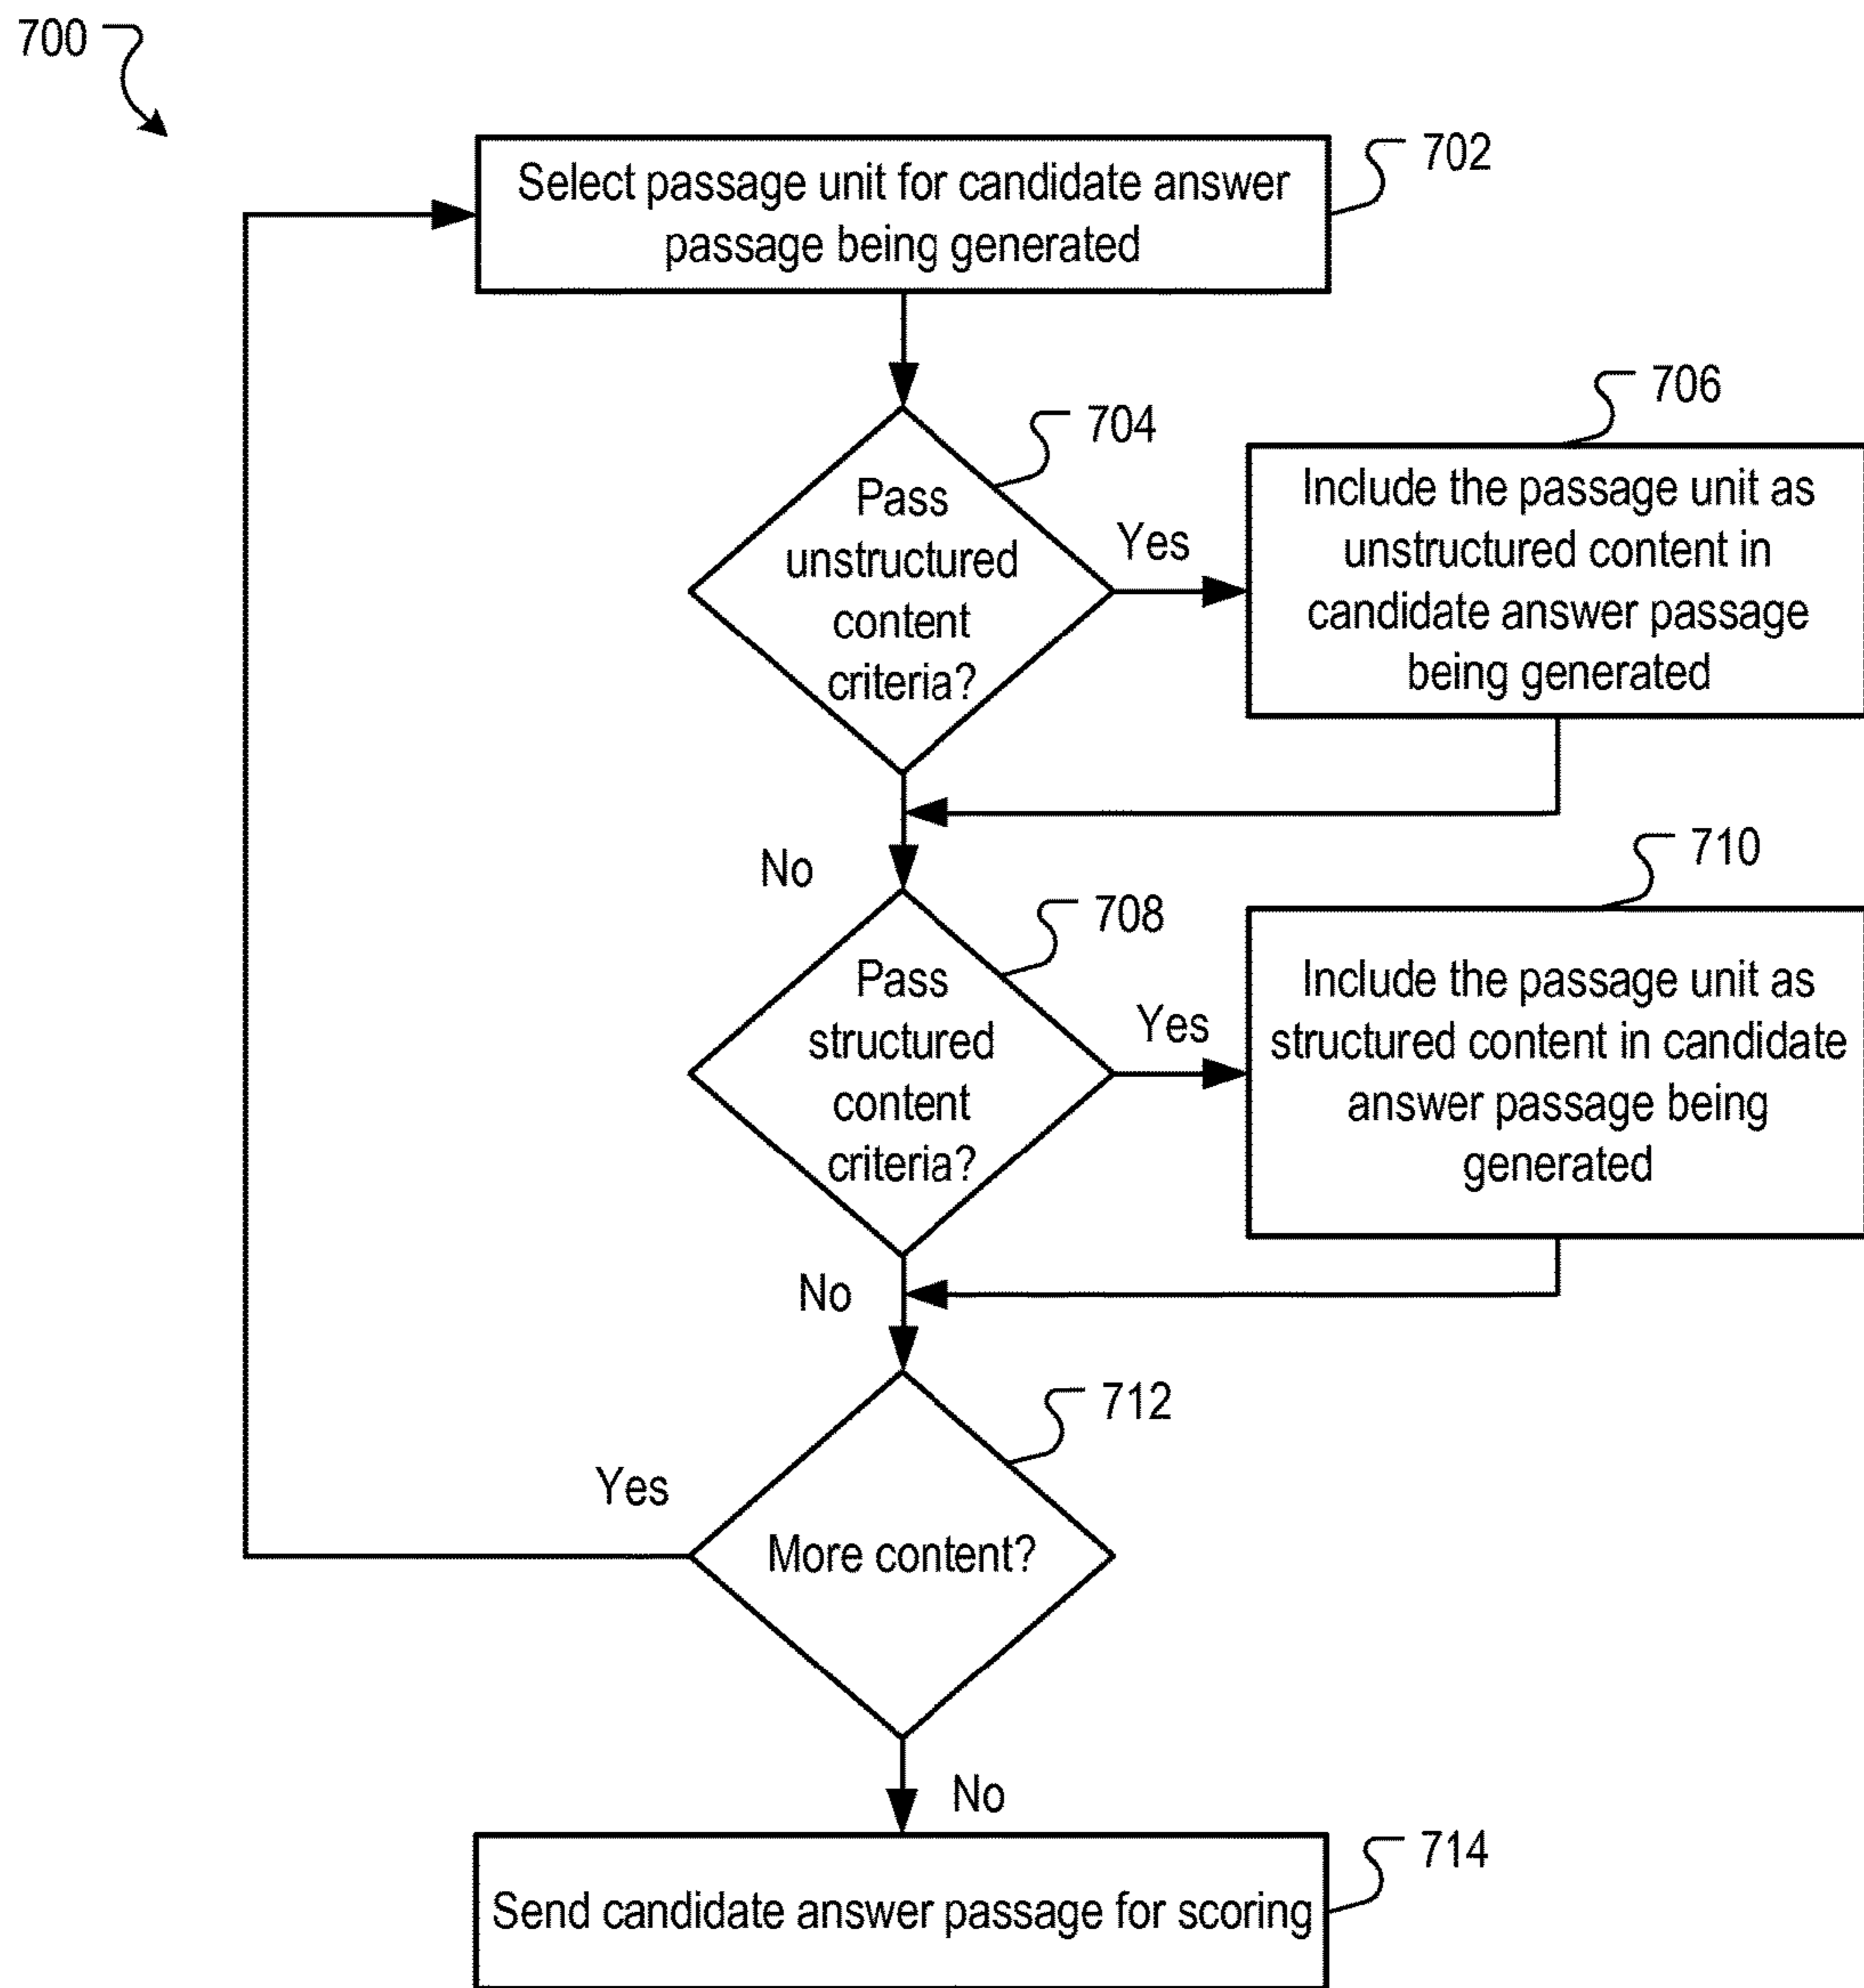 700
702
Select passage unit for candidate answer
passage being generated
704
Pass
unstructured
content
criteria?
Yes
706
Include the passage unit as
unstructured content in
candidate answer passage
being generated
No
708
Pass
structured
content
criteria?
Yes
710
Include the passage unit as
structured content in candidate
answer passage being
generated
No
712
More content?
Yes
No
714
Send candidate answer passage for scoring